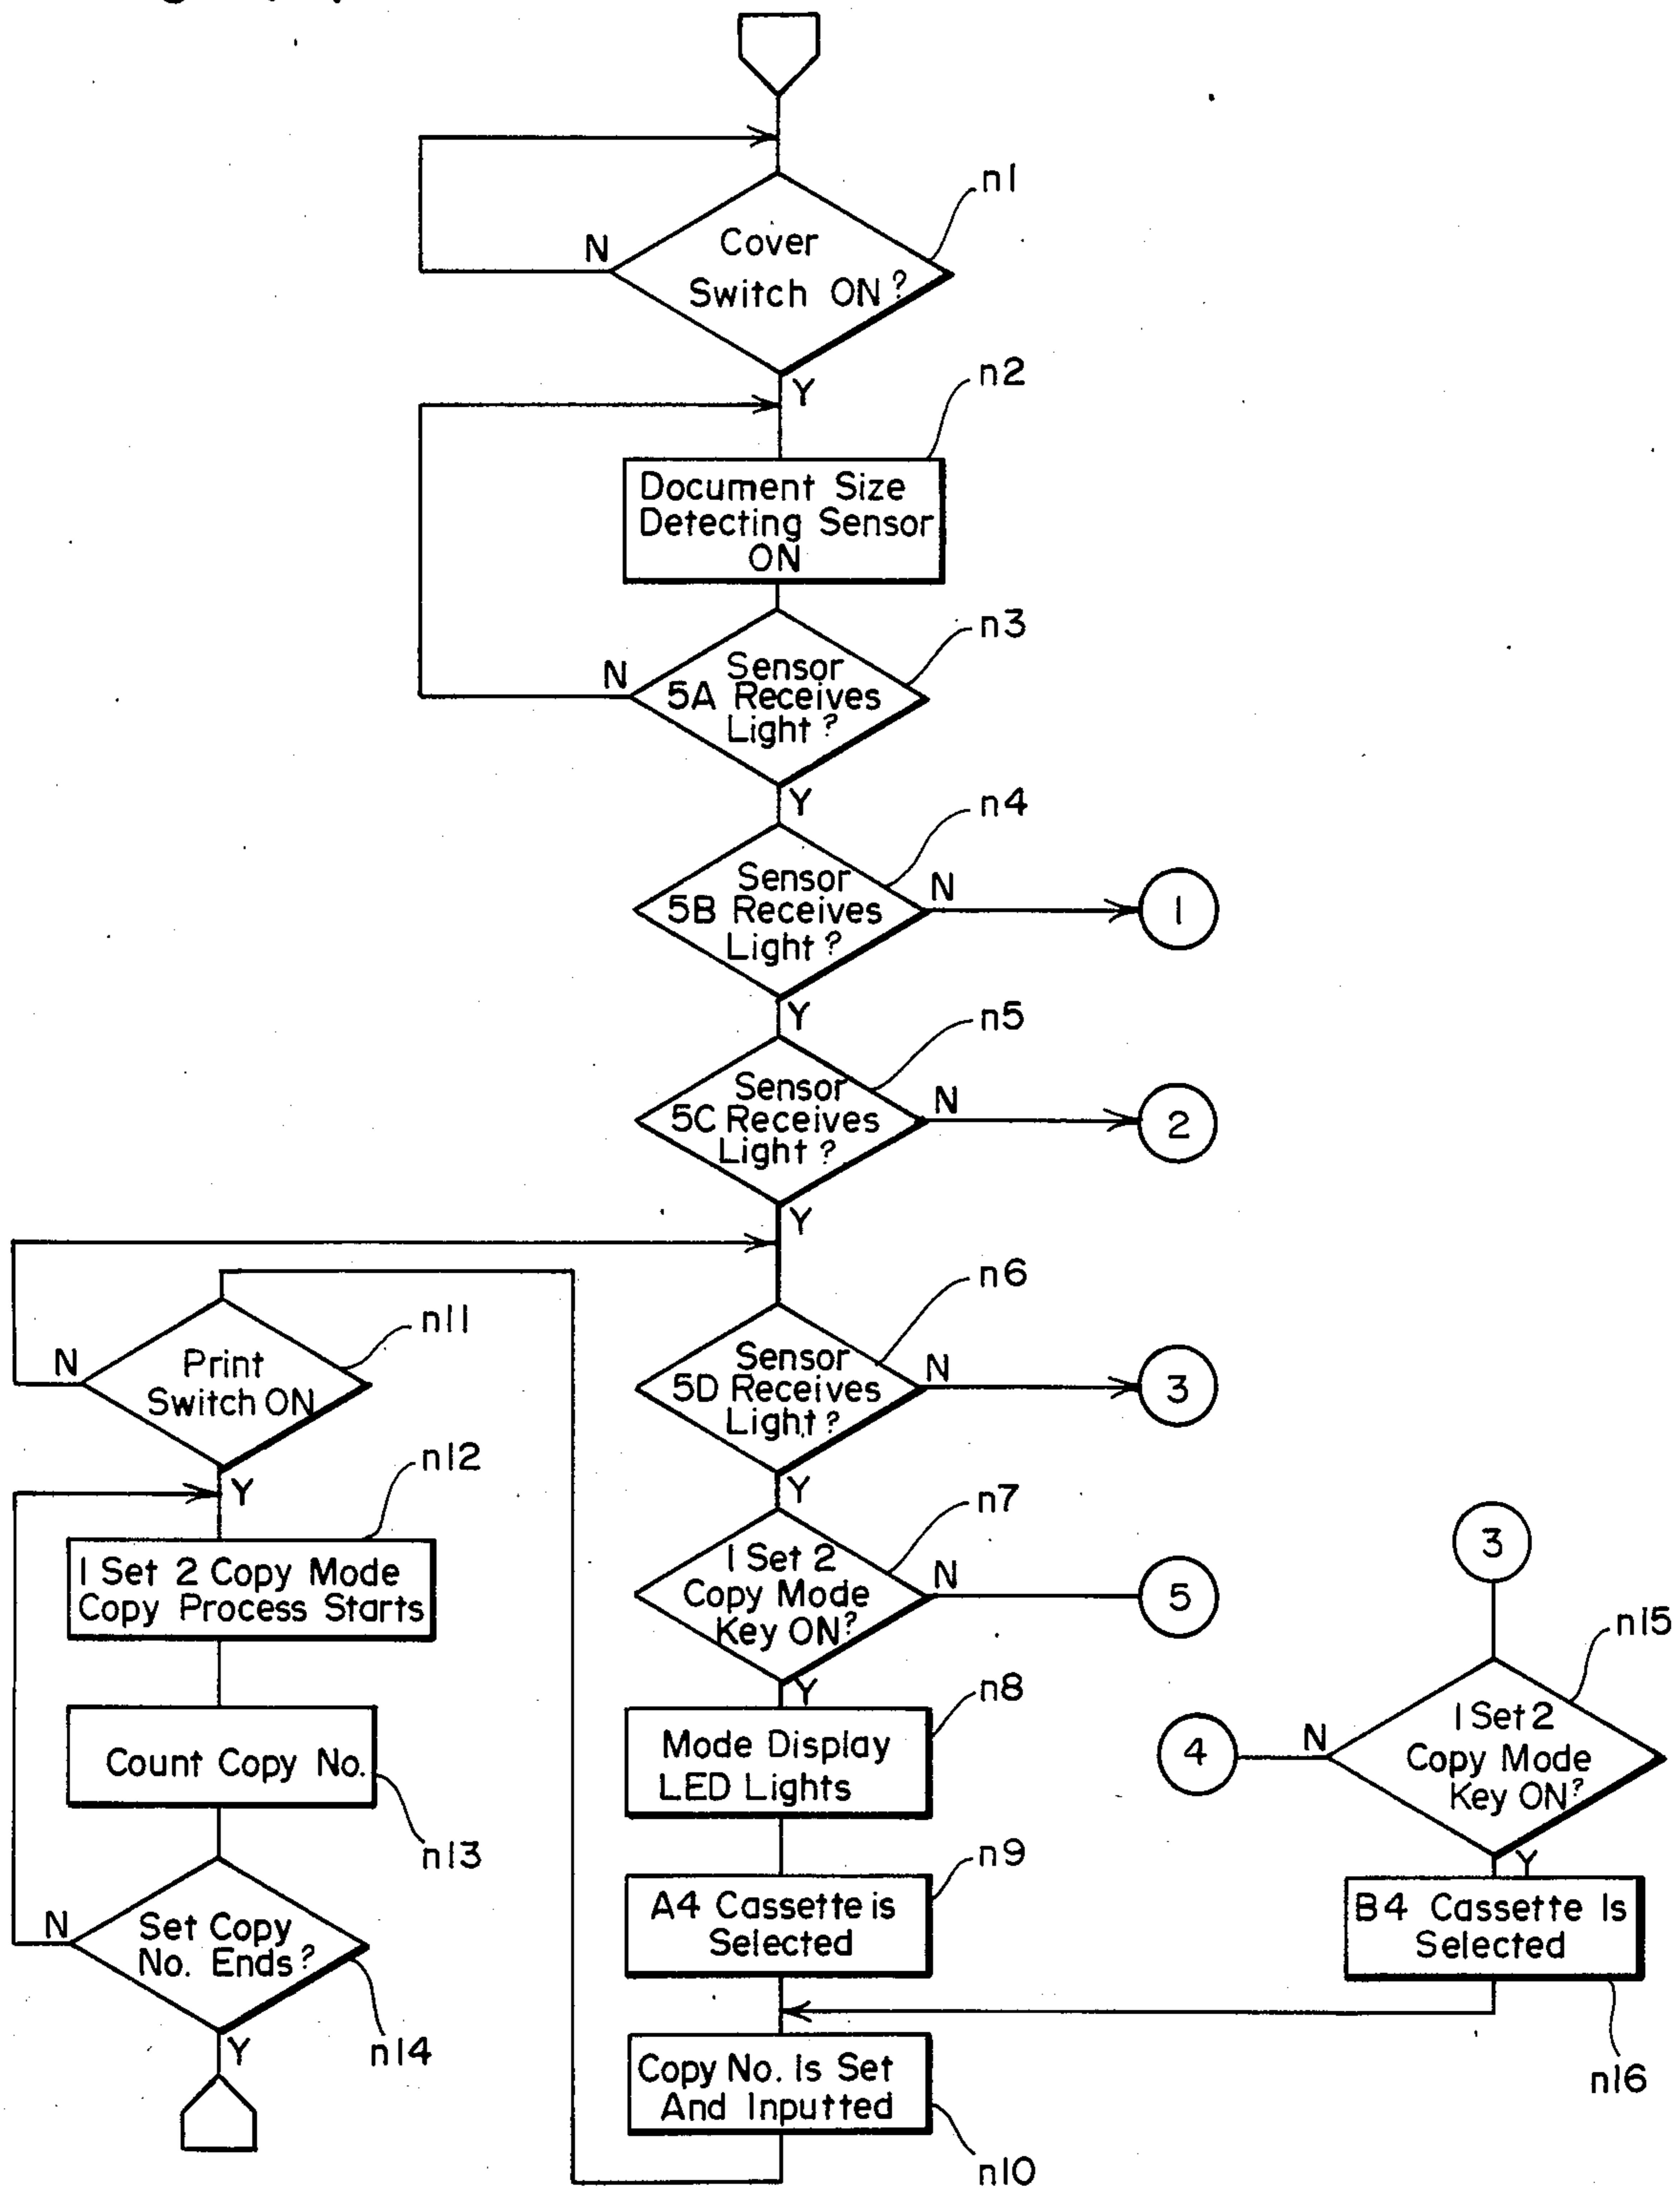 n1
Cover
Switch ON?
N
Y
n2
Document Size
Detecting Sensor
ON
n3
Sensor
5A Receives
Light?
N
Y
n4
Sensor
5B Receives
Light?
N
1
Y
n5
Sensor
5C Receives
Light?
N
2
Y
n6
Sensor
5D Receives
Light?
N
3
Y
n7
1 Set 2
Copy Mode
Key ON?
N
5
Y
n8
Mode Display
LED Lights
n9
A4 Cassette is
Selected
Copy No. Is Set
And Inputted
n10
n11
Print
Switch ON
N
Y
n12
1 Set 2 Copy Mode
Copy Process Starts
Count Copy No.
n13
Set Copy
No. Ends?
N
n14
Y
3
n15
1 Set 2
Copy Mode
Key ON?
N
4
Y
B4 Cassette Is
Selected
n16